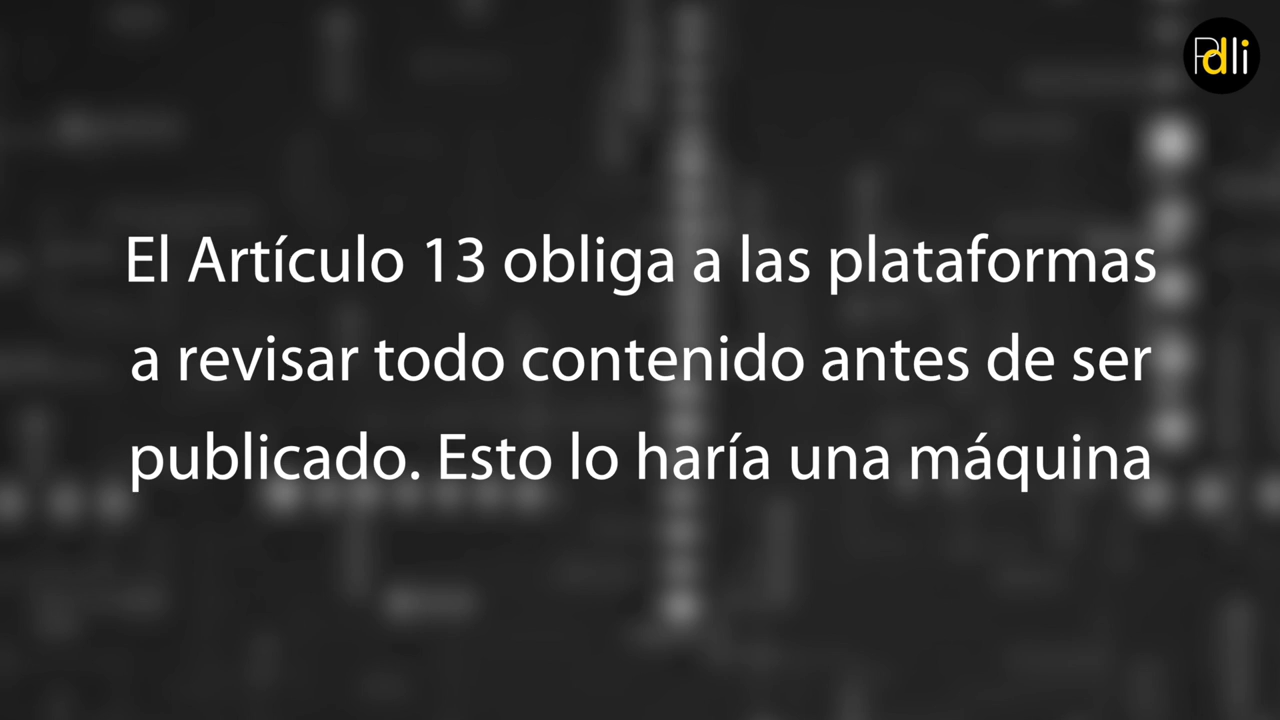 Pdli
El Artículo 13 obliga a las plataformas
a revisar todo contenido antes de ser
publicado. Esto lo haría una máquina